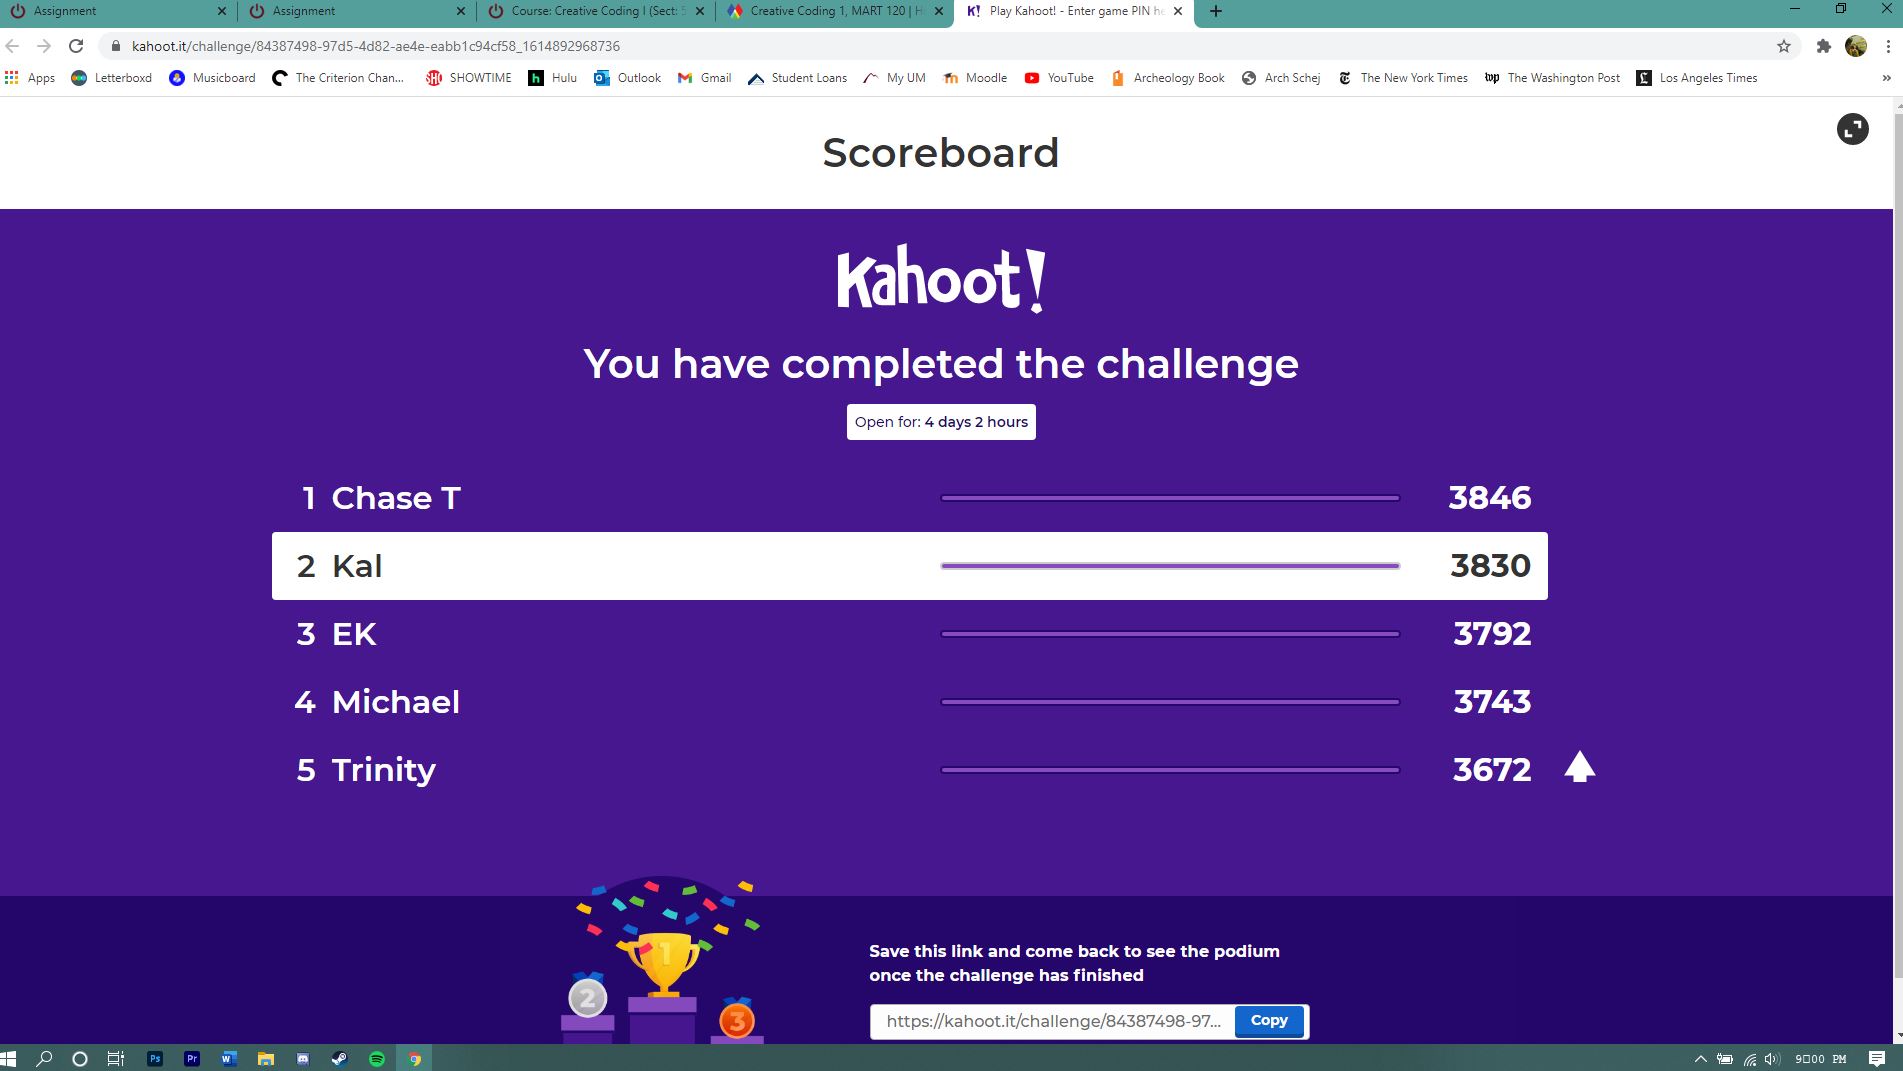 Assignment
Assignment
Course: Creative Coding I (Sect: 5
Creative Coding 1, MART 120 | H
Play Kahoot! - Enter game PIN he
kahoot.it/challenge/84387498-97d5-4d82-ae4e-eabb1c94cf58_1614892968736
Apps Letterboxd Musicboard The Criterion Chan... SHOWTIME Hulu Outlook Gmail Student Loans My UM Moodle YouTube Archeology Book Arch Schej The New York Times The Washington Post Los Angeles Times
Scoreboard
Kahoot!
You have completed the challenge
Open for: 4 days 2 hours
1 Chase T 3846
2 Kal 3830
3 EK 3792
4 Michael 3743
5 Trinity 3672
1
2
3
Save this link and come back to see the podium
once the challenge has finished
https://kahoot.it/challenge/84387498-97... Copy
9□00 PM